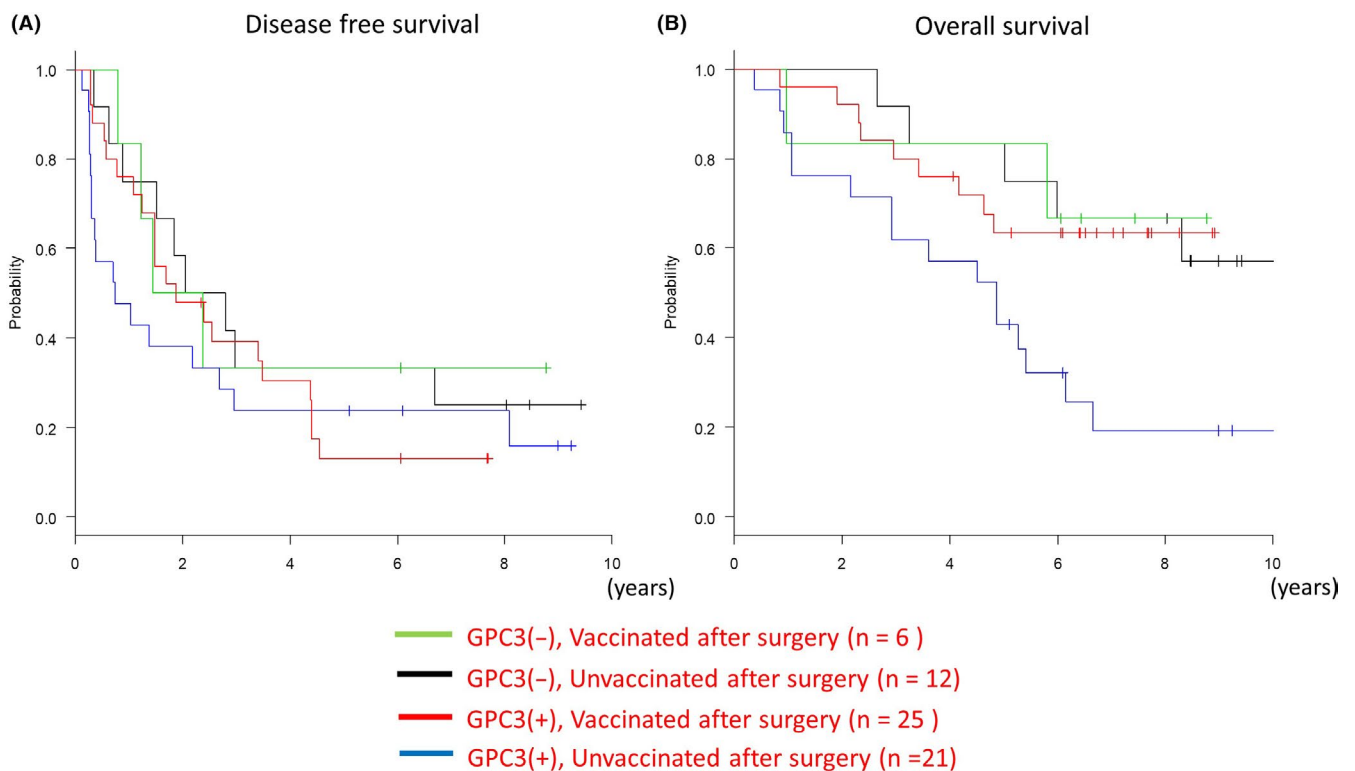 (A)
Disease free survival
(B)
Overall survival
1.0
0.8
0.6
0.4
0.2
0.0
Probability
0 2 4 6 8 10
(years)
1.0
0.8
0.6
0.4
0.2
0.0
Probability
0 2 4 6 8 10
(years)
GPC3(−), Vaccinated after surgery (n = 6 )
GPC3(−), Unvaccinated after surgery (n = 12)
GPC3(+), Vaccinated after surgery (n = 25 )
GPC3(+), Unvaccinated after surgery (n =21)